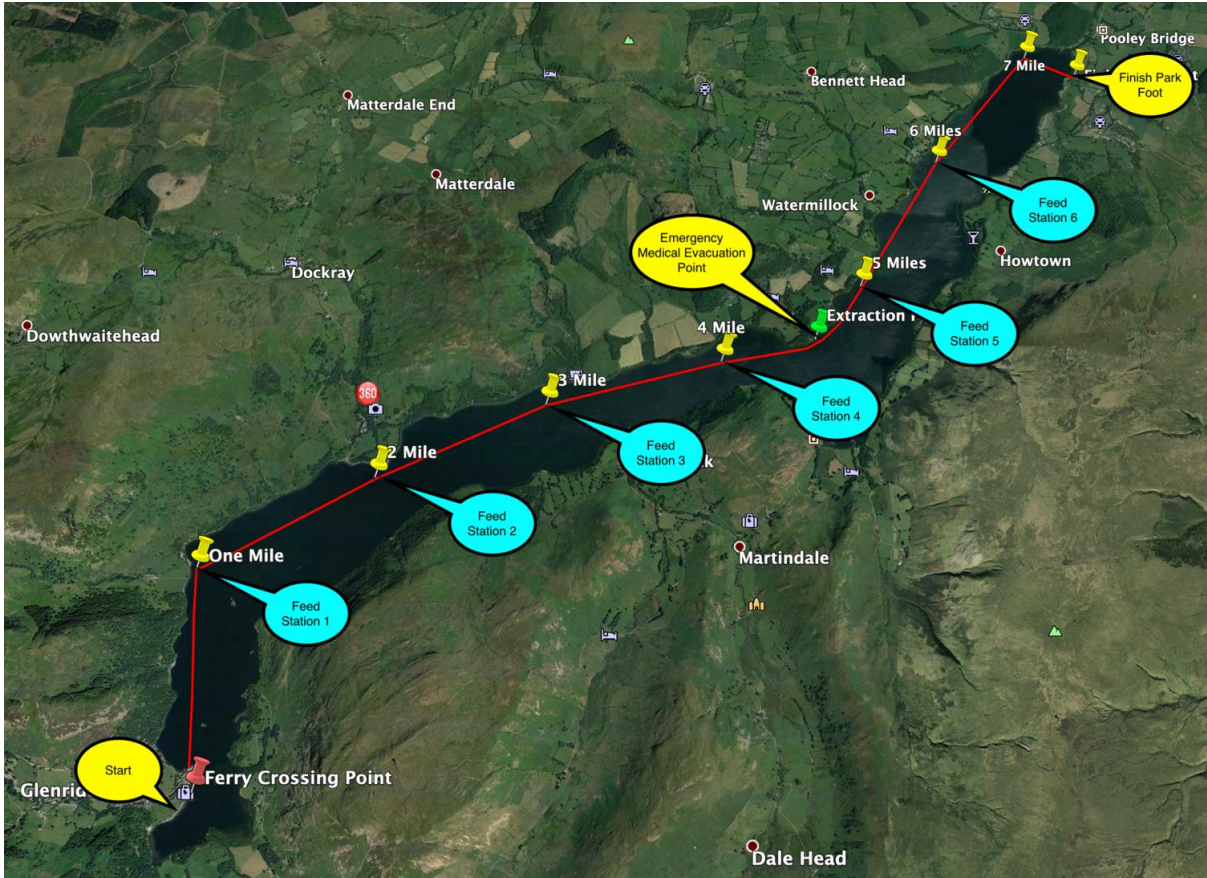 Pooley Bridge
7 Mile
Finish Park
Foot
Bennett Head
Matterdale End
6 Miles
Matterdale
Watermillock
Feed
Station 6
Emergency
Medical Evacuation
Point
Howtown
5 Miles
Dockray
Extraction
Dowthwaitehead
4 Mile
Feed
Station 5
3 Mile
360
Feed
Station 4
2 Mile
Feed
Station 3
Feed
Station 2
One Mile
Martindale
Feed
Station 1
Start
Ferry Crossing Point
Dale Head